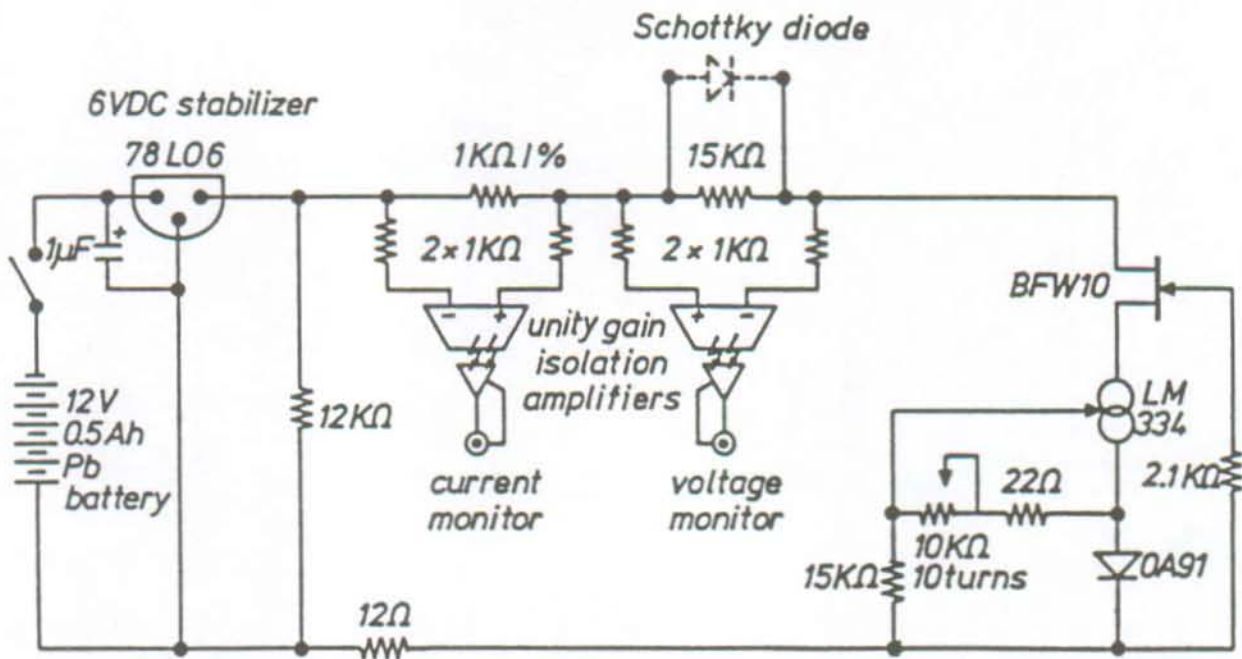 Schottky diode
6VDC stabilizer
78L06
1KΩ 1%
15KΩ
1µF
+
2 × 1KΩ
2 × 1KΩ
BFW10
- +
+ -
unity gain
isolation
amplifiers
12V
0.5Ah
Pb
battery
12KΩ
LM
334
current
monitor
voltage
monitor
22Ω
2.1KΩ
10KΩ
10turns
15KΩ
OA91
12Ω